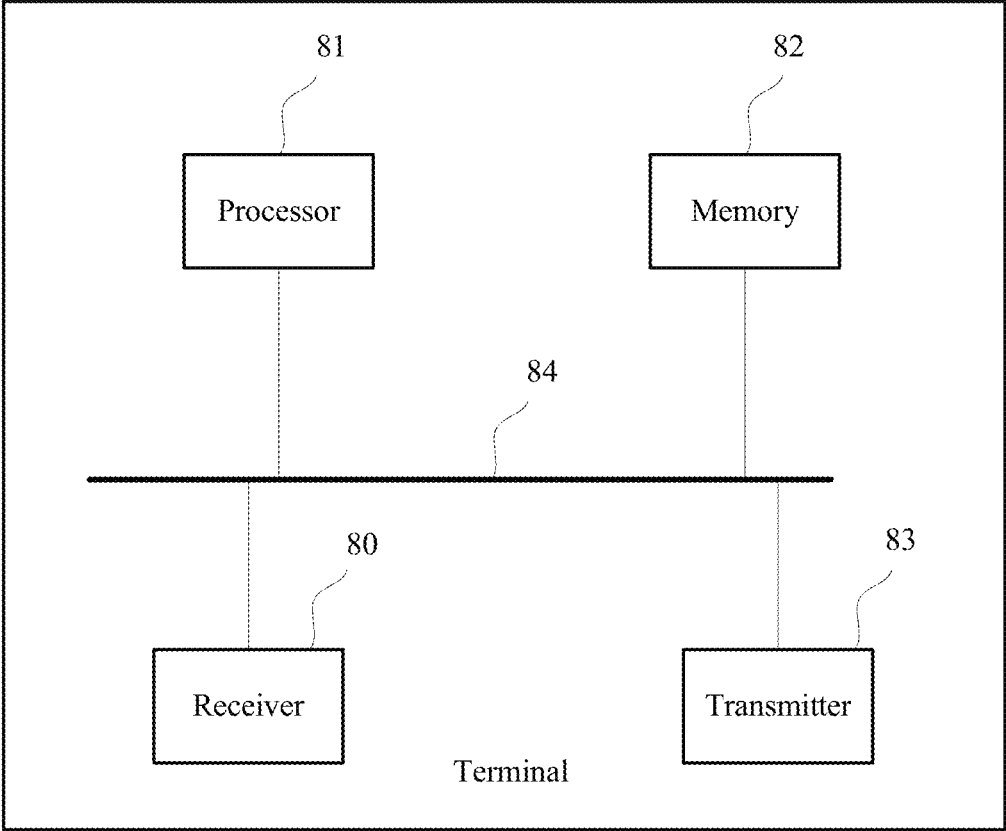 81
82
Processor
Memory
84
80
83
Receiver
Transmitter
Terminal